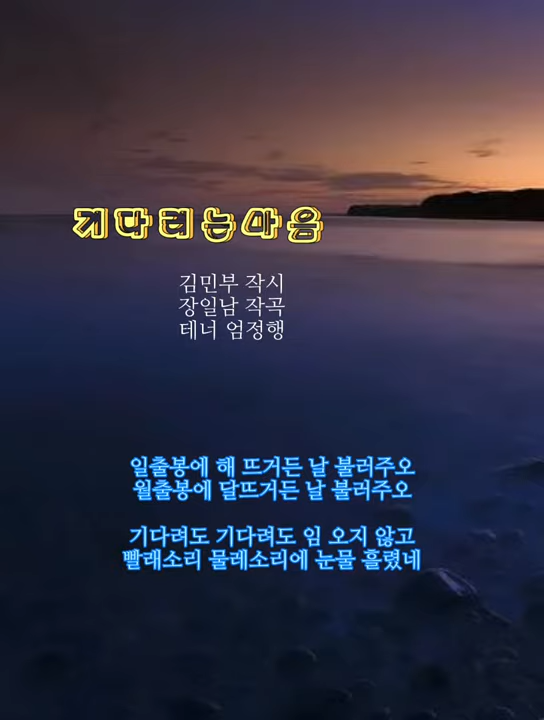 기다려는마음
김민부 작시
장일남 작곡
테너 엄정행
일출봉에 해 뜨거든 날 불러주오
월출봉에 달뜨거든 날 불러주오
기다려도 기다려도 임 오지 않고
빨래소리 물레소리에 눈물 흘렸네